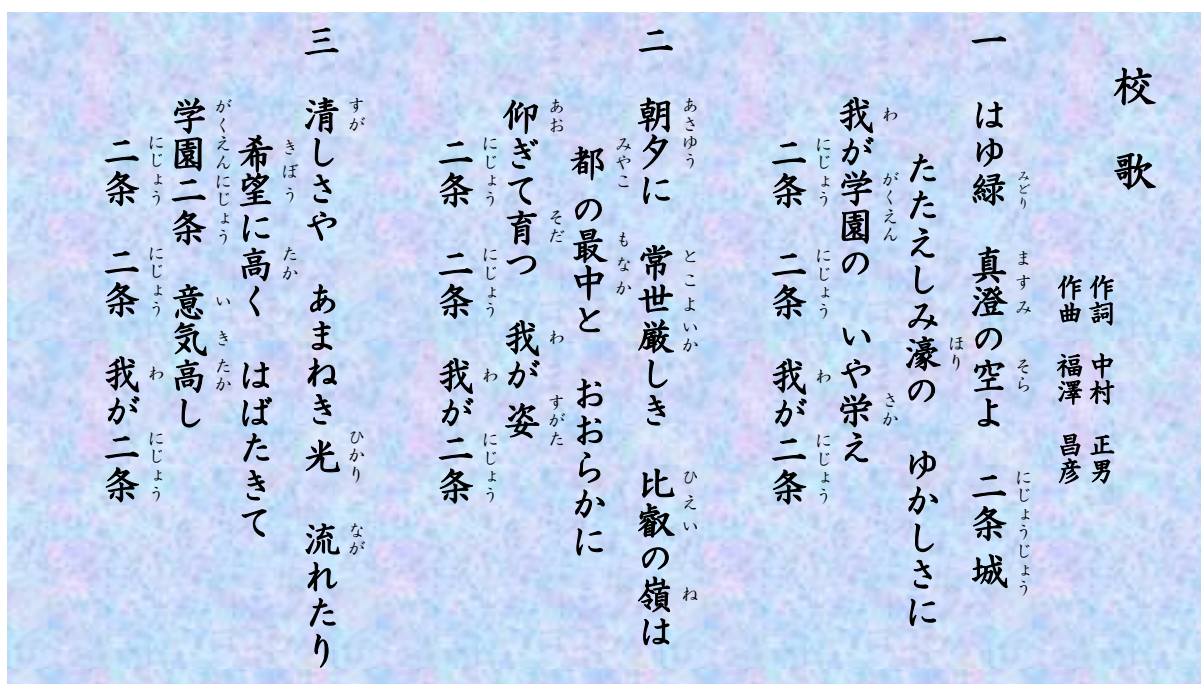 校 歌
作詞 中村 正男
作曲 福澤 昌彦
一 はゆ緑 真澄の空よ 二条城
たたえしみ濠の ゆかしさに
我が学園の いや栄え
二条 二条 我が二条
二 朝夕に 常世厳しき 比叡の嶺は
都の最中と おおらかに
仰ぎて育つ 我が姿
二条 二条 我が二条
三 清しさや あまねき光 流れたり
希望に高く はばたきて
学園二条 意気高し
二条 二条 我が二条